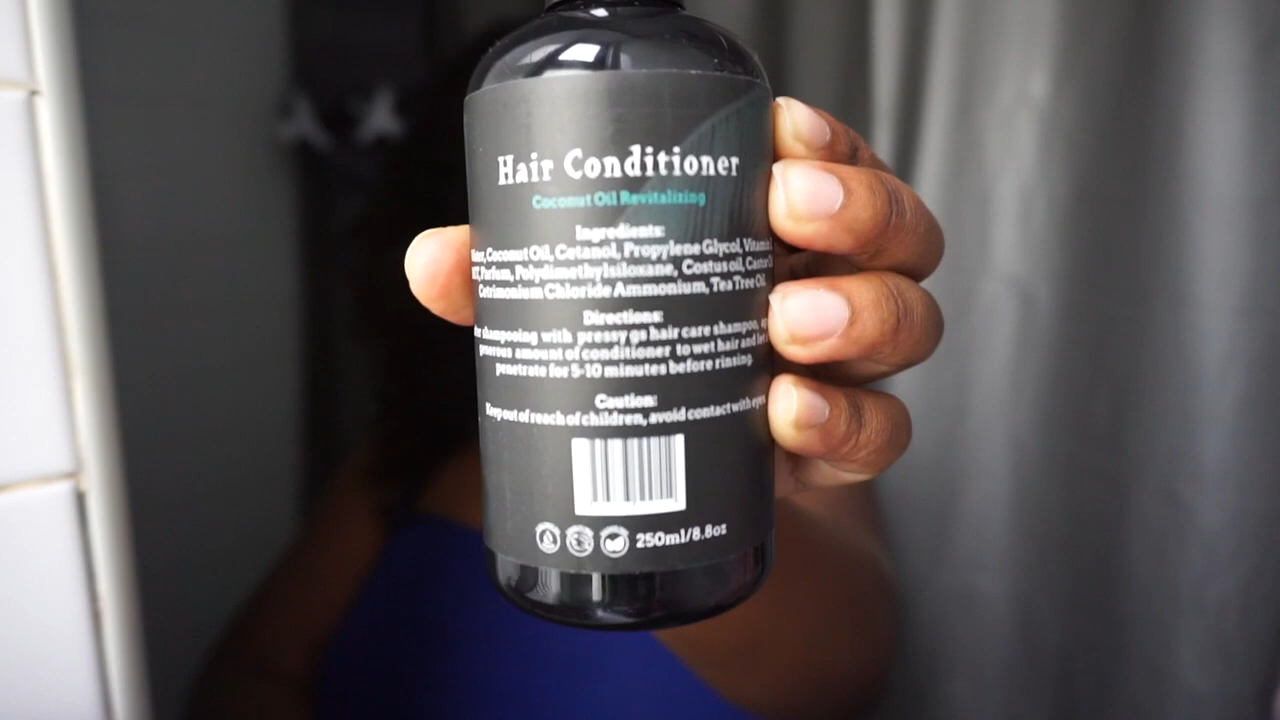 Hair Conditioner
Coconut Oil Revitalizing
Ingredients:
Coconut Oil, Cetanol, Propylene Glycol, Vitamin
Parfum, Polydimethylsiloxane, Costus oil, Castor
Cetrimonium Chloride Ammonium, Tea Tree Oil.
Directions:
shampooing with pressy gs hair care shampoo,
amount of conditioner to wet hair and let
penetrate for 5-10 minutes before rinsing.
Caution:
Keep out of reach of children, avoid contact with eyes
250ml/8.8oz